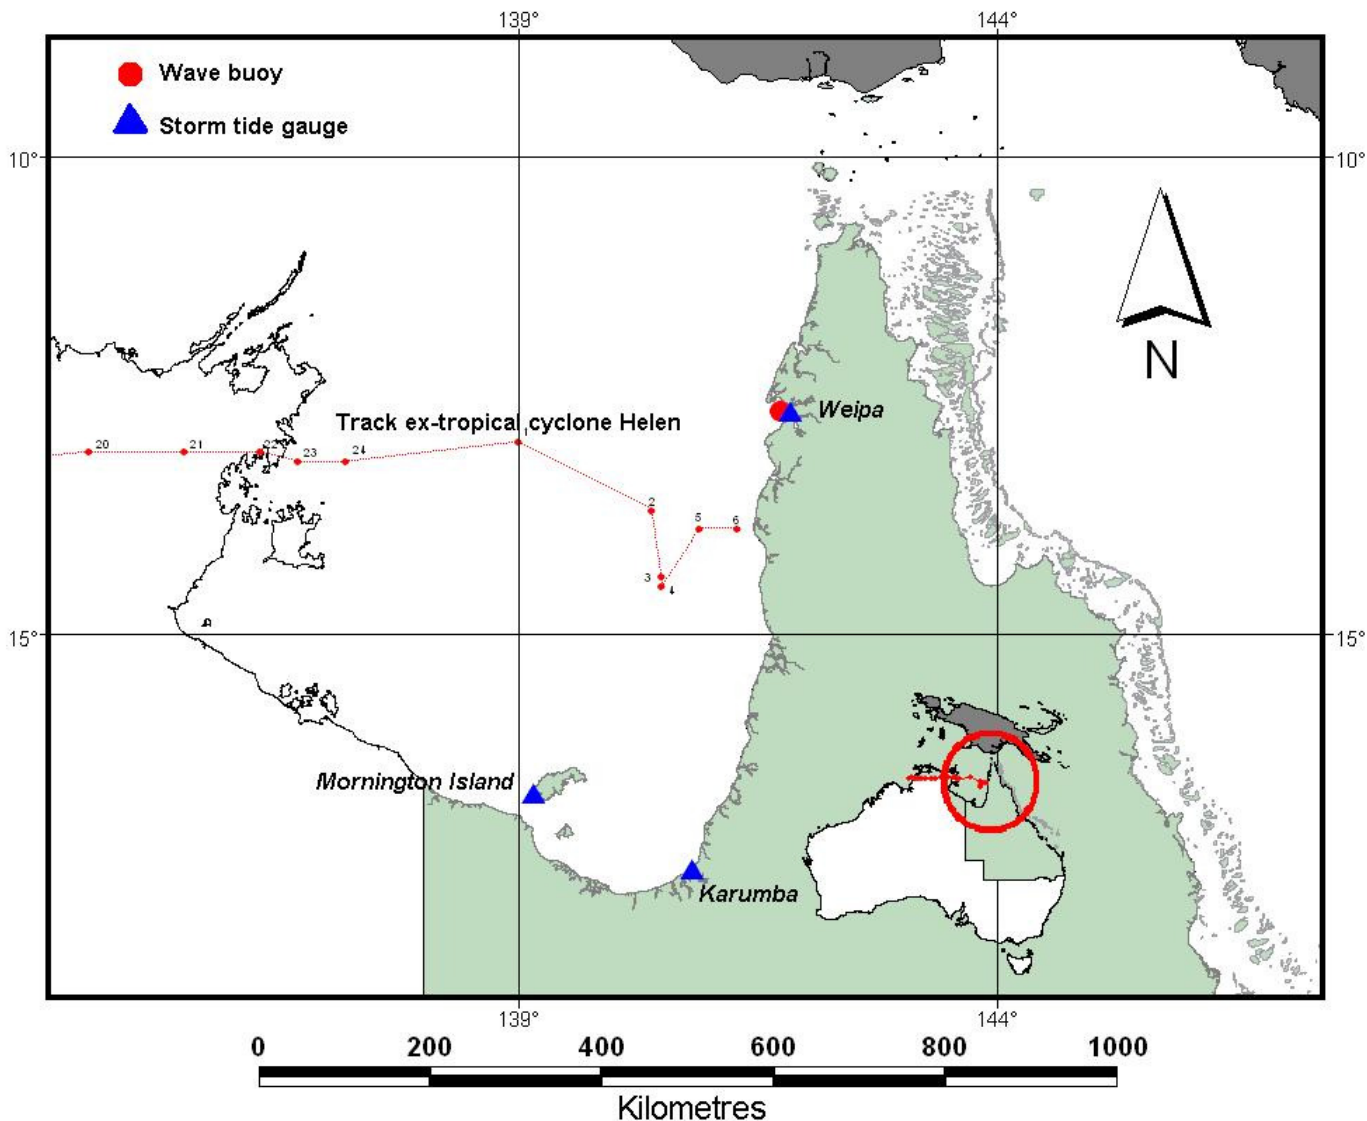 139° 144°
Wave buoy
Storm tide gauge
10° 10°
N
Weipa
Track ex-tropical cyclone Helen
20 21 22 23 24 1
2
5 6
3
4
15° 15°
Mornington Island
Karumba
139° 144°
0 200 400 600 800 1000
Kilometres